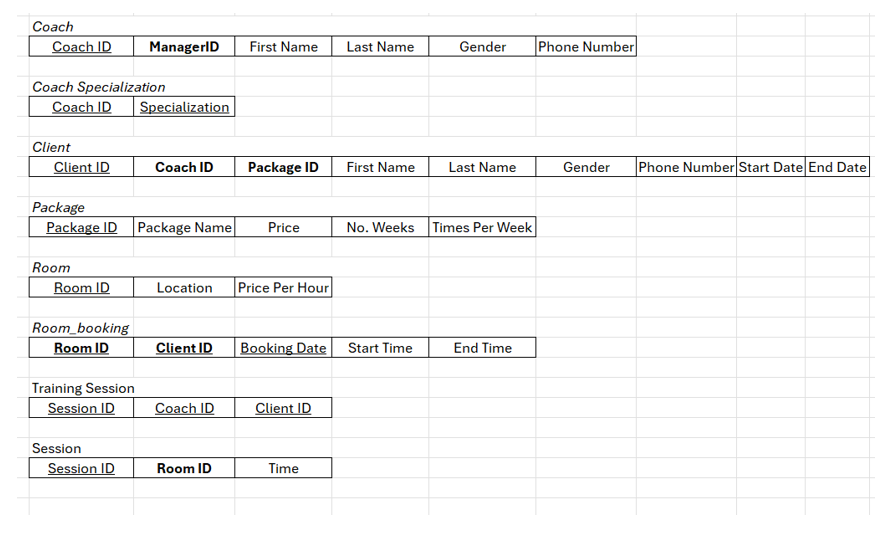 Coach
Coach ID ManagerID First Name Last Name Gender Phone Number
Coach Specialization
Coach ID Specialization
Client
Client ID Coach ID Package ID First Name Last Name Gender Phone Number Start Date End Date
Package
Package ID Package Name Price No. Weeks Times Per Week
Room
Room ID Location Price Per Hour
Room_booking
Room ID Client ID Booking Date Start Time End Time
Training Session
Session ID Coach ID Client ID
Session
Session ID Room ID Time